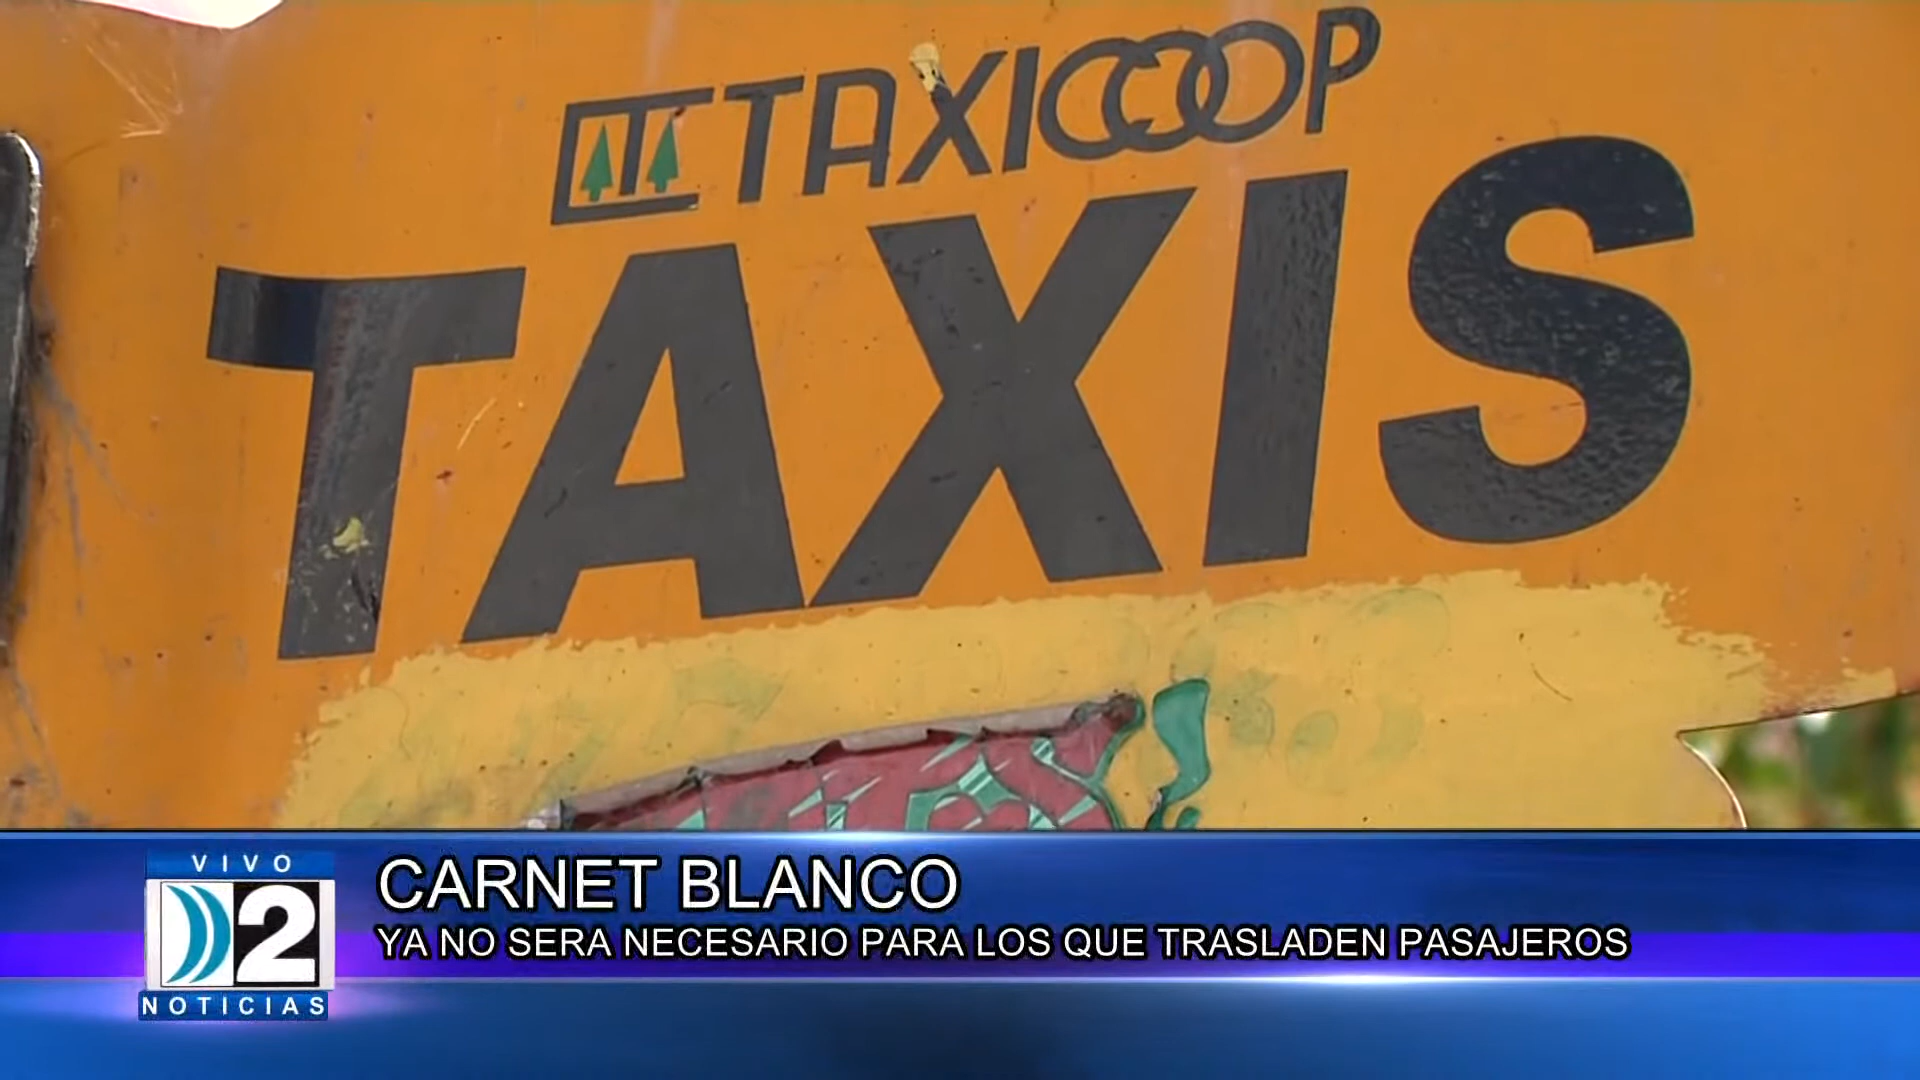 TAXICOOP
TAXIS
VIVO
2
NOTICIAS
CARNET BLANCO
YA NO SERA NECESARIO PARA LOS QUE TRASLADEN PASAJEROS